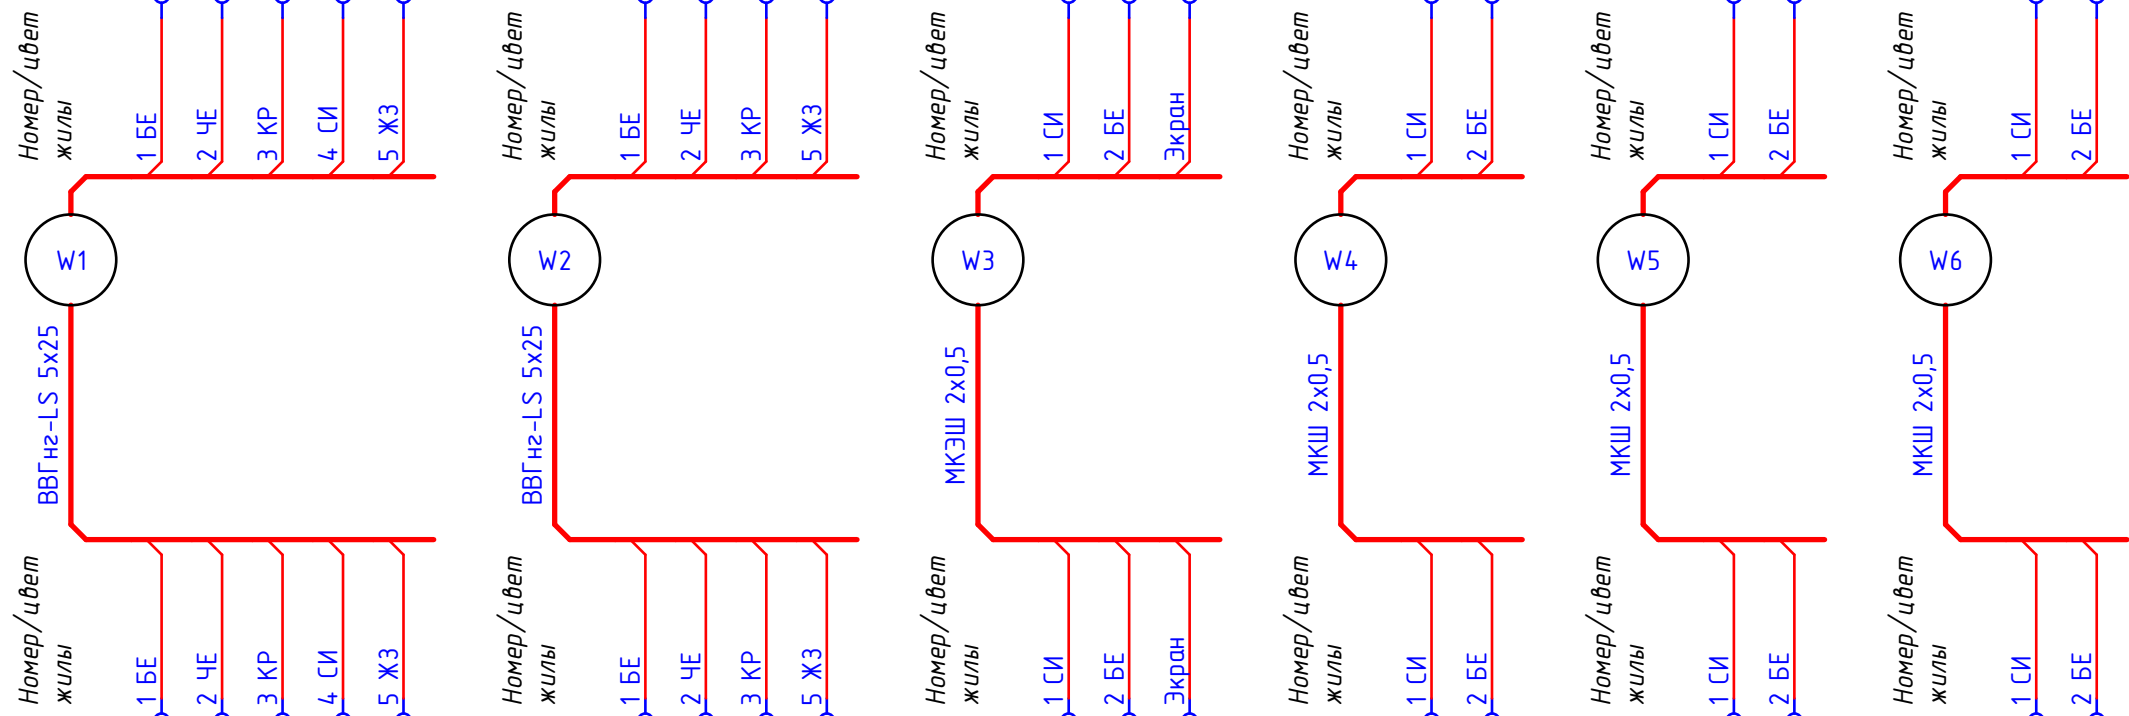 Номер/цвет
жилы
1 БЕ
2 ЧЕ
3 КР
4 СИ
5 ЖЗ
Номер/цвет
жилы
1 БЕ
2 ЧЕ
3 КР
5 ЖЗ
Номер/цвет
жилы
1 СИ
2 БЕ
Экран
Номер/цвет
жилы
1 СИ
2 БЕ
Номер/цвет
жилы
1 СИ
2 БЕ
Номер/цвет
жилы
1 СИ
2 БЕ
W1
W2
W3
W4
W5
W6
ВВГнг-LS 5x25
ВВГнг-LS 5x25
МКЭШ 2x0,5
МКШ 2x0,5
МКШ 2x0,5
МКШ 2x0,5
Номер/цвет
жилы
1 БЕ
2 ЧЕ
3 КР
4 СИ
5 ЖЗ
Номер/цвет
жилы
1 БЕ
2 ЧЕ
3 КР
5 ЖЗ
Номер/цвет
жилы
1 СИ
2 БЕ
Экран
Номер/цвет
жилы
1 СИ
2 БЕ
Номер/цвет
жилы
1 СИ
2 БЕ
Номер/цвет
жилы
1 СИ
2 БЕ